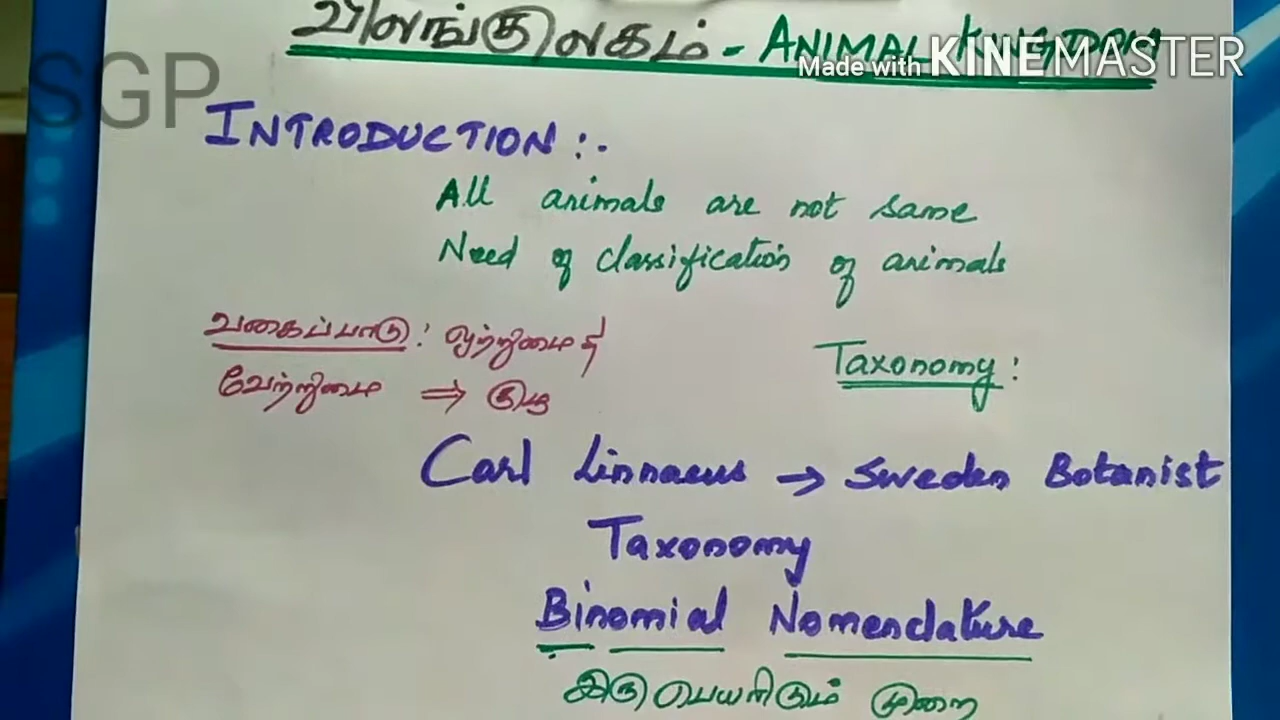 விலங்குலகம் - ANIMAL KINGDOM
Made with KINEMASTER
SGP
INTRODUCTION :-
All animals are not same
Need of classification of animals
வகைப்பாடு : ஒற்றுமை &
வேற்றுமை ⇒ குழு
Taxonomy :
Carl Linnaeus → Sweden Botanist
Taxonomy
Binomial Nomenclature
இரு பெயரிடும் முறை